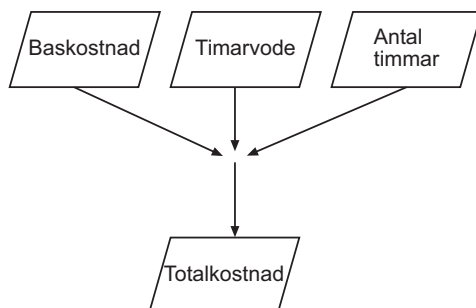 Baskostnad
Timarvode
Antal
timmar
Totalkostnad